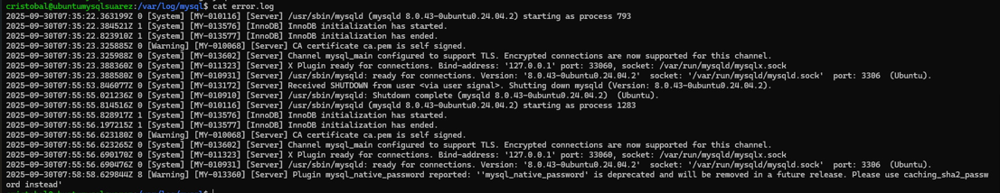 cristobal@ubuntumysqlsuarez:/var/log/mysql$ cat error.log
2025-09-30T07:35:22.363199Z 0 [System] [MY-010116] [Server] /usr/sbin/mysqld (mysqld 8.0.43-0ubuntu0.24.04.2) starting as process 793
2025-09-30T07:35:22.384521Z 1 [System] [MY-013576] [InnoDB] InnoDB initialization has started.
2025-09-30T07:35:22.823910Z 1 [System] [MY-013577] [InnoDB] InnoDB initialization has ended.
2025-09-30T07:35:23.325885Z 0 [Warning] [MY-010068] [Server] CA certificate ca.pem is self signed.
2025-09-30T07:35:23.325988Z 0 [System] [MY-013602] [Server] Channel mysql_main configured to support TLS. Encrypted connections are now supported for this channel.
2025-09-30T07:35:23.388360Z 0 [System] [MY-011323] [Server] X Plugin ready for connections. Bind-address: '127.0.0.1' port: 33060, socket: /var/run/mysqld/mysqlx.sock
2025-09-30T07:35:23.388580Z 0 [System] [MY-010931] [Server] /usr/sbin/mysqld: ready for connections. Version: '8.0.43-0ubuntu0.24.04.2'  socket: '/var/run/mysqld/mysqld.sock'  port: 3306  (Ubuntu).
2025-09-30T07:55:53.846077Z 0 [System] [MY-013172] [Server] Received SHUTDOWN from user <via user signal>. Shutting down mysqld (Version: 8.0.43-0ubuntu0.24.04.2).
2025-09-30T07:55:55.021236Z 0 [System] [MY-010910] [Server] /usr/sbin/mysqld: Shutdown complete (mysqld 8.0.43-0ubuntu0.24.04.2)  (Ubuntu).
2025-09-30T07:55:55.814516Z 0 [System] [MY-010116] [Server] /usr/sbin/mysqld (mysqld 8.0.43-0ubuntu0.24.04.2) starting as process 1283
2025-09-30T07:55:55.828917Z 1 [System] [MY-013576] [InnoDB] InnoDB initialization has started.
2025-09-30T07:55:56.197215Z 1 [System] [MY-013577] [InnoDB] InnoDB initialization has ended.
2025-09-30T07:55:56.623180Z 0 [Warning] [MY-010068] [Server] CA certificate ca.pem is self signed.
2025-09-30T07:55:56.623265Z 0 [System] [MY-013602] [Server] Channel mysql_main configured to support TLS. Encrypted connections are now supported for this channel.
2025-09-30T07:55:56.690170Z 0 [System] [MY-011323] [Server] X Plugin ready for connections. Bind-address: '127.0.0.1' port: 33060, socket: /var/run/mysqld/mysqlx.sock
2025-09-30T07:55:56.690476Z 0 [System] [MY-010931] [Server] /usr/sbin/mysqld: ready for connections. Version: '8.0.43-0ubuntu0.24.04.2'  socket: '/var/run/mysqld/mysqld.sock'  port: 3306  (Ubuntu).
2025-09-30T07:58:58.629844Z 8 [Warning] [MY-013360] [Server] Plugin mysql_native_password reported: ''mysql_native_password' is deprecated and will be removed in a future release. Please use caching_sha2_passw
ord instead'